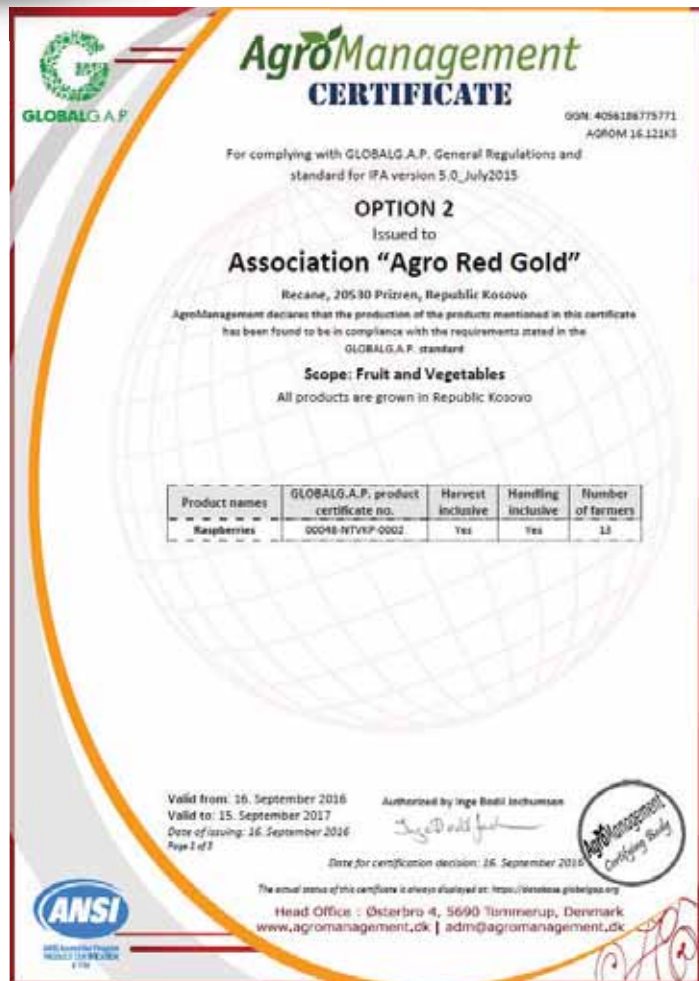 GLOBALG.A.P.
AgroManagement
CERTIFICATE
GGN: 4056186775771
AGROM 16.121KS
For complying with GLOBALG.A.P. General Regulations and
standard for IFA version 5.0_July2015
OPTION 2
Issued to
Association "Agro Red Gold"
Recane, 20530 Prizren, Republic Kosovo
AgroManagement declares that the production of the products mentioned in this certificate
has been found to be in compliance with the requirements stated in the
GLOBALG.A.P. standard
Scope: Fruit and Vegetables
All products are grown in Republic Kosovo
Product names GLOBALG.A.P. product certificate no. Harvest inclusive Handling inclusive Number of farmers
Raspberries 00048-NTVKP-0002 Yes Yes 13
Valid from: 16. September 2016
Valid to: 15. September 2017
Date of issuing: 16. September 2016
Page 1 of 3
Authorized by Inge Bodil Jochumsen
AgroManagement
Certifying Body
Date for certification decision: 16. September 2016
The actual status of this certificate is always displayed at: https://database.globalgap.org
Head Office : Østerbro 4, 5690 Tommerup, Denmark
www.agromanagement.dk | adm@agromanagement.dk
ANSI
ANSI Accredited Program
PRODUCT CERTIFICATION